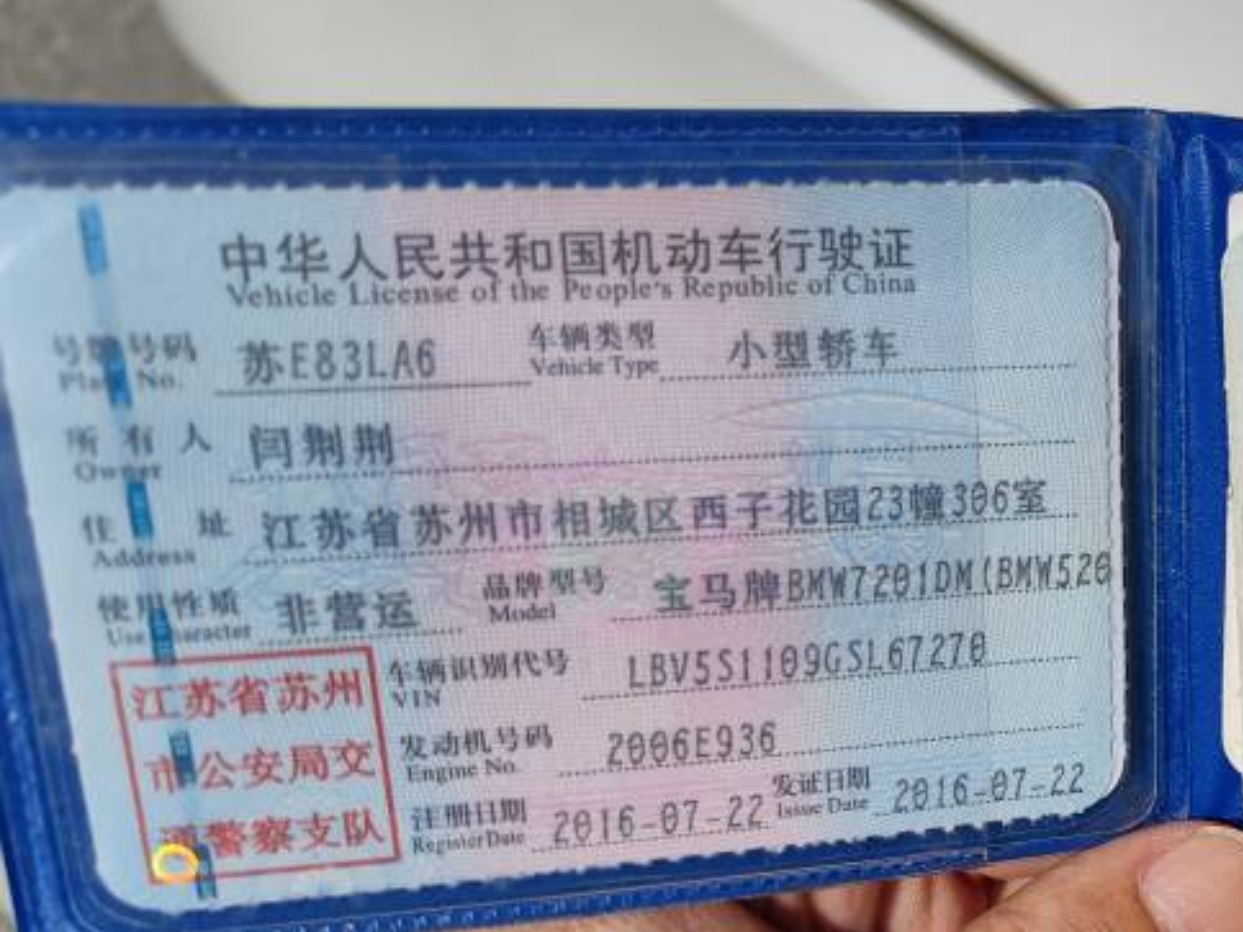 中华人民共和国机动车行驶证
Vehicle License of the People's Republic of China
号牌号码 苏E83LA6 车辆类型 小型轿车
Plate No. Vehicle Type
所有人 闫荆荆
Owner
住址 江苏省苏州市相城区西子花园23幢306室
Address
使用性质 非营运 品牌型号 宝马牌BMW7201DM(BMW520
Use Character Model
江苏省苏州
市公安局交
通警察支队
车辆识别代号 LBV5S1109GSL67270
VIN
发动机号码 2006E936
Engine No.
注册日期 2016-07-22 发证日期 2016-07-22
Register Date Issue Date